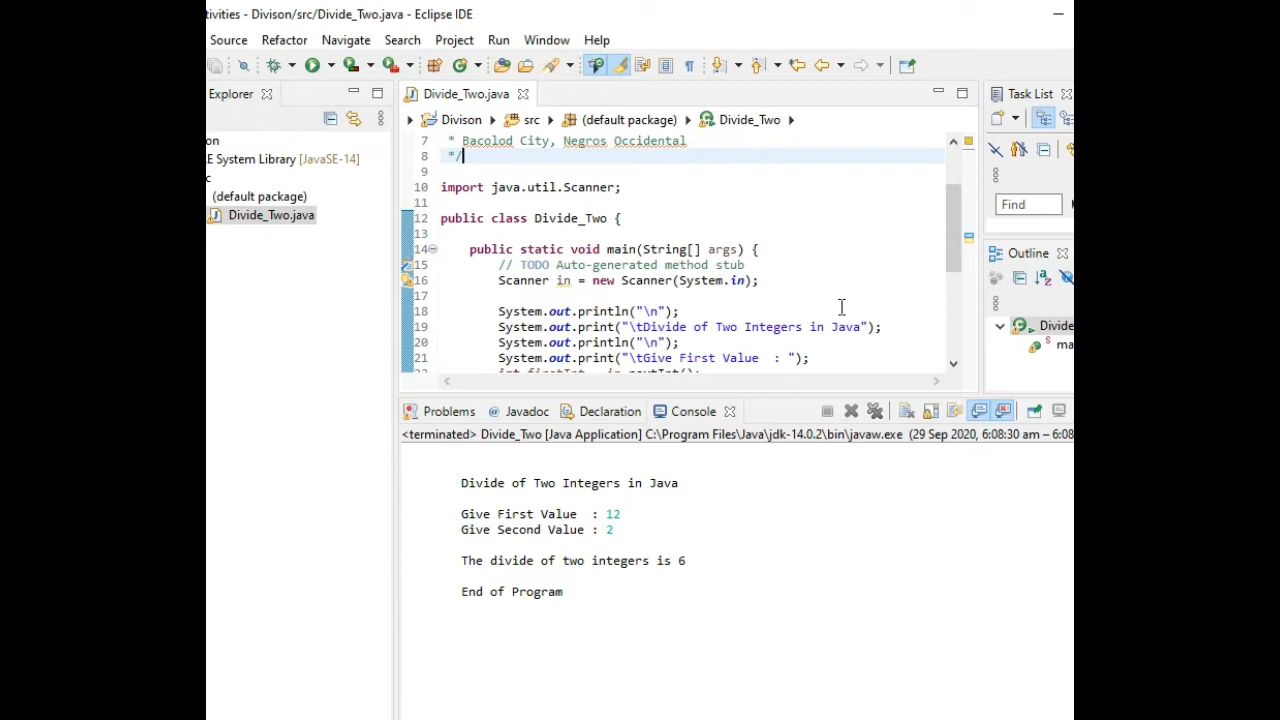 tivities - Divison/src/Divide_Two.java - Eclipse IDE
Source Refactor Navigate Search Project Run Window Help
Explorer
Divide_Two.java
Task List
Divison src (default package) Divide_Two
on
E System Library [JavaSE-14]
c
(default package)
Divide_Two.java
7 * Bacolod City, Negros Occidental
8 */
9
10 import java.util.Scanner;
11
12 public class Divide_Two {
13
14 public static void main(String[] args) {
15 // TODO Auto-generated method stub
16 Scanner in = new Scanner(System.in);
17
18 System.out.println("\n");
19 System.out.print("\tDivide of Two Integers in Java");
20 System.out.println("\n");
21 System.out.print("\tGive First Value  : ");
Find
Outline
Divide
ma
Problems @ Javadoc Declaration Console
<terminated> Divide_Two [Java Application] C:\Program Files\Java\jdk-14.0.2\bin\javaw.exe (29 Sep 2020, 6:08:30 am – 6:08
Divide of Two Integers in Java
Give First Value  : 12
Give Second Value : 2
The divide of two integers is 6
End of Program